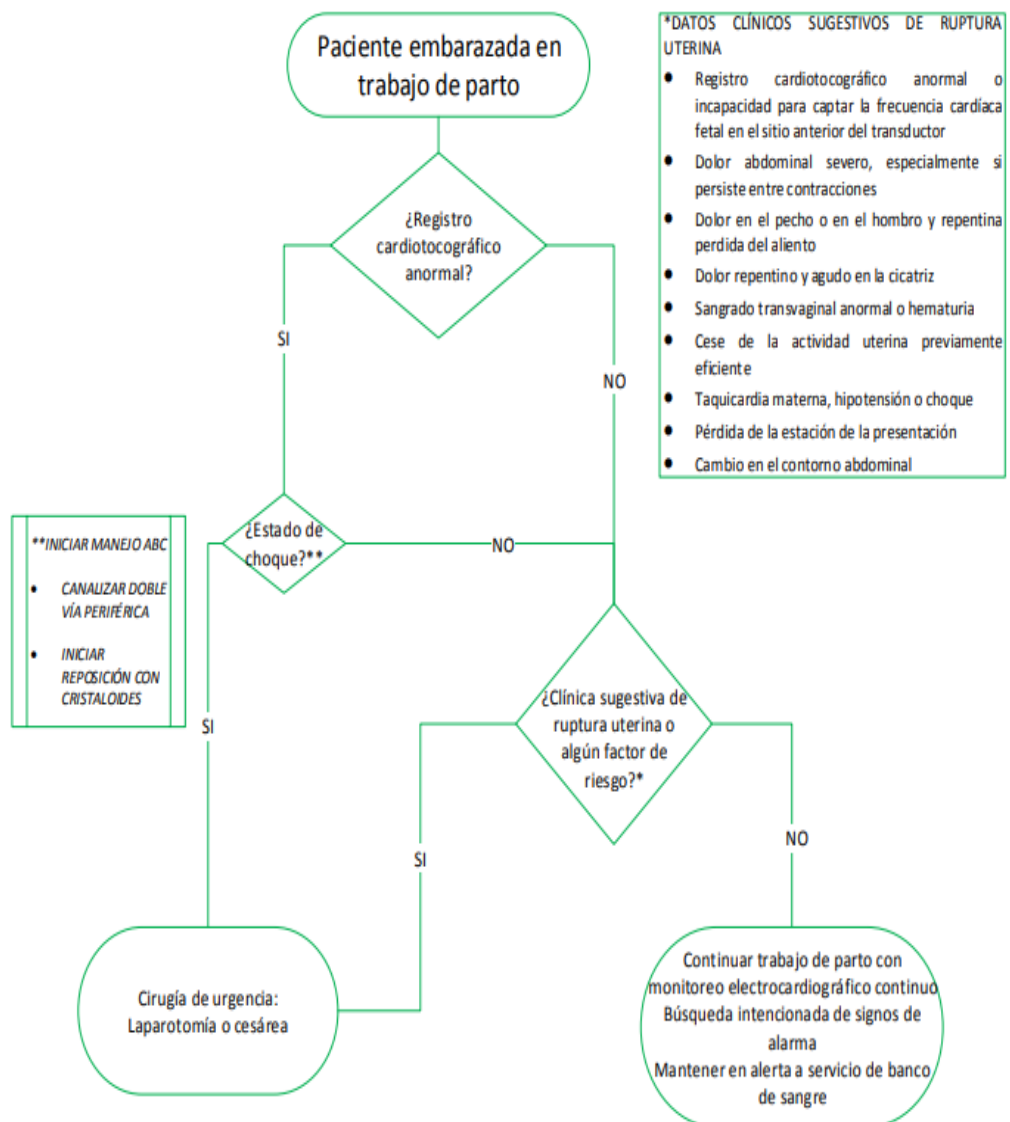 Paciente embarazada en
trabajo de parto
*DATOS CLÍNICOS SUGESTIVOS DE RUPTURA
UTERINA
● Registro cardiotocográfico anormal o
incapacidad para captar la frecuencia cardíaca
fetal en el sitio anterior del transductor
● Dolor abdominal severo, especialmente si
persiste entre contracciones
● Dolor en el pecho o en el hombro y repentina
perdida del aliento
● Dolor repentino y agudo en la cicatriz
● Sangrado transvaginal anormal o hematuria
● Cese de la actividad uterina previamente
eficiente
● Taquicardia materna, hipotensión o choque
● Pérdida de la estación de la presentación
● Cambio en el contorno abdominal
¿Registro
cardiotocográfico
anormal?
SI
NO
¿Estado de
choque?**
NO
**INICIAR MANEJO ABC
• CANALIZAR DOBLE
VÍA PERIFÉRICA
• INICIAR
REPOSICIÓN CON
CRISTALOIDES
SI
¿Clínica sugestiva de
ruptura uterina o
algún factor de
riesgo?*
SI
NO
Cirugía de urgencia:
Laparotomía o cesárea
Continuar trabajo de parto con
monitoreo electrocardiográfico continuo
Búsqueda intencionada de signos de
alarma
Mantener en alerta a servicio de banco
de sangre